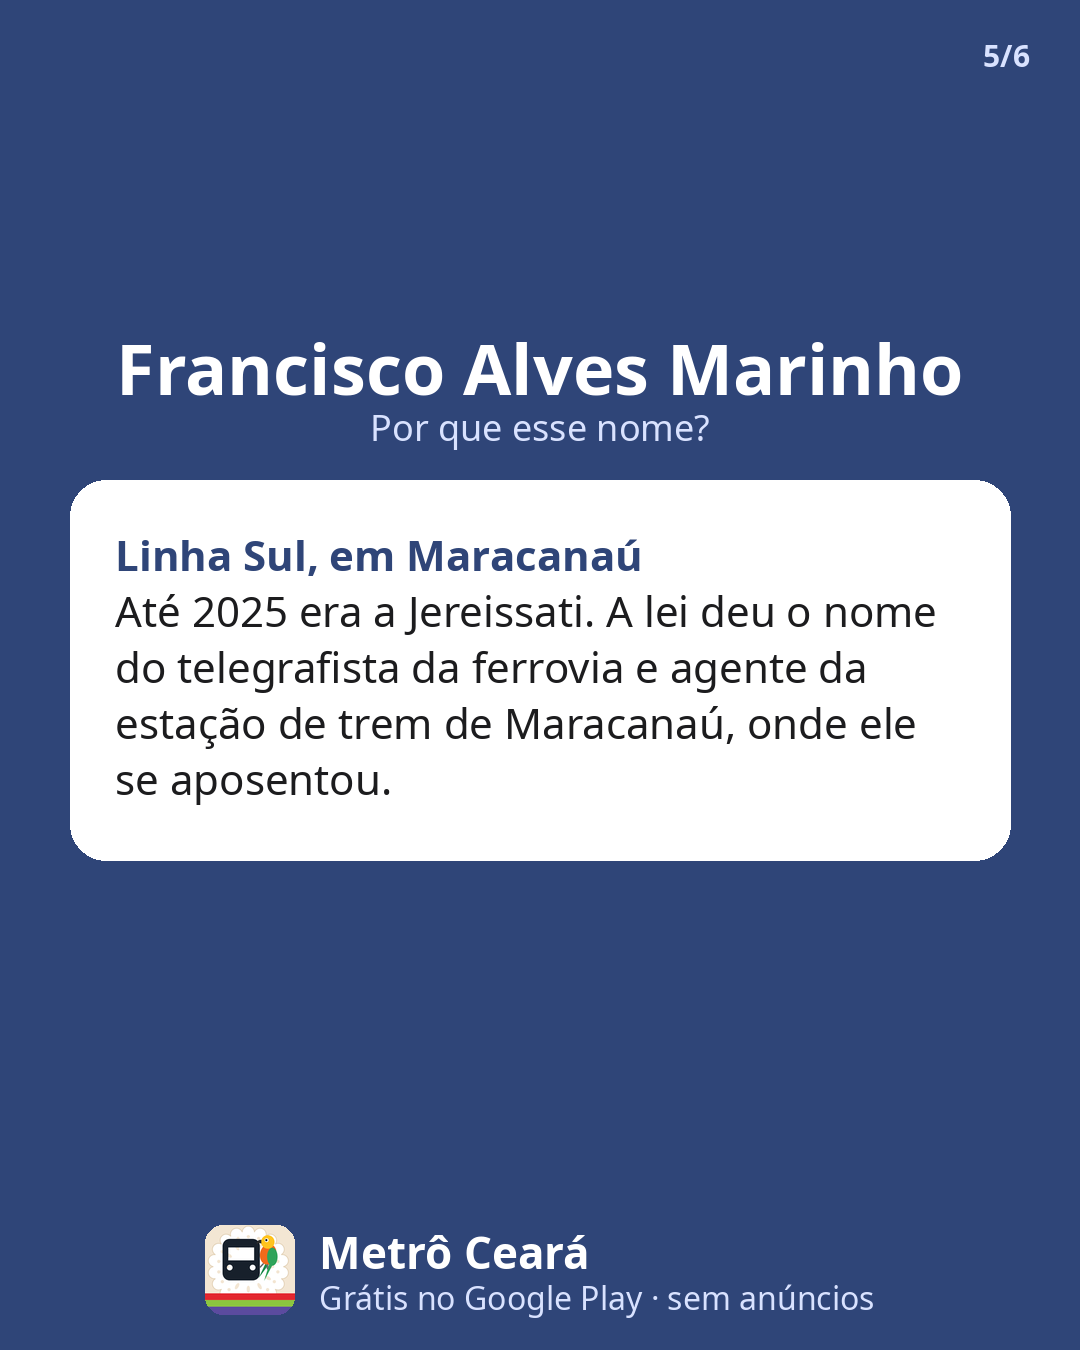 5/6
Francisco Alves Marinho
Por que esse nome?
Linha Sul, em Maracanaú
Até 2025 era a Jereissati. A lei deu o nome
do telegrafista da ferrovia e agente da
estação de trem de Maracanaú, onde ele
se aposentou.
Metrô Ceará
Grátis no Google Play · sem anúncios